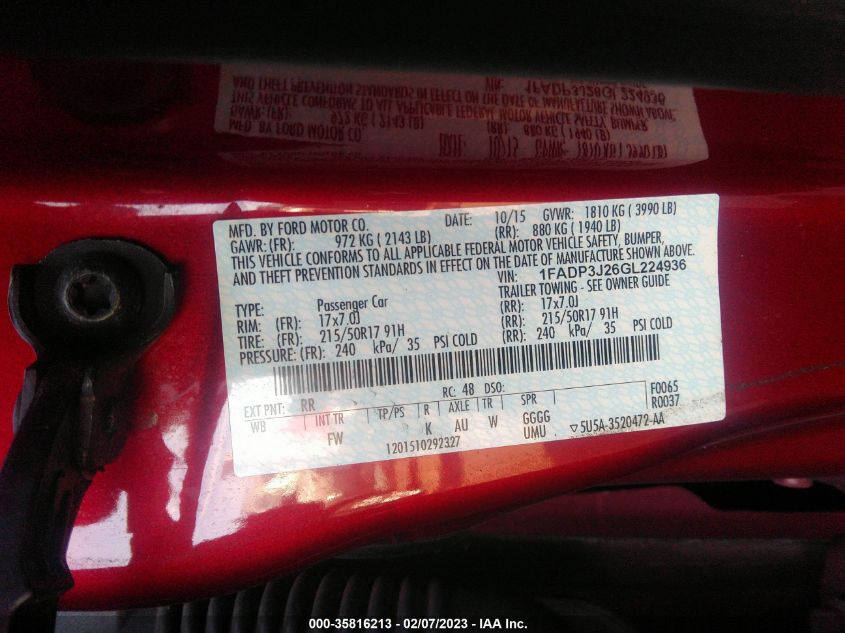 MFD. BY FORD MOTOR CO. DATE: 10/15 GVWR: 1810 KG ( 3990 LB)
GAWR: (FR): 972 KG ( 2143 LB) (RR): 880 KG ( 1940 LB)
THIS VEHICLE CONFORMS TO ALL APPLICABLE FEDERAL MOTOR VEHICLE SAFETY, BUMPER,
AND THEFT PREVENTION STANDARDS IN EFFECT ON THE DATE OF MANUFACTURE SHOWN ABOVE.
VIN: 1FADP3J26GL224936
TYPE: Passenger Car TRAILER TOWING - SEE OWNER GUIDE
RIM: (FR): 17x7.0J (RR): 17x7.0J
TIRE: (FR): 215/50R17 91H (RR): 215/50R17 91H
PRESSURE: (FR): 240 kPa/ 35 PSI COLD (RR): 240 kPa/ 35 PSI COLD
EXT PNT: RR RC: 48 DSO: F0065
WB INT TR TP/PS R AXLE TR SPR R0037
FW K AU W GGGG
UMU
1201510292327 ▽5U5A-3520472-AA
000-35816213 - 02/07/2023 - IAA Inc.